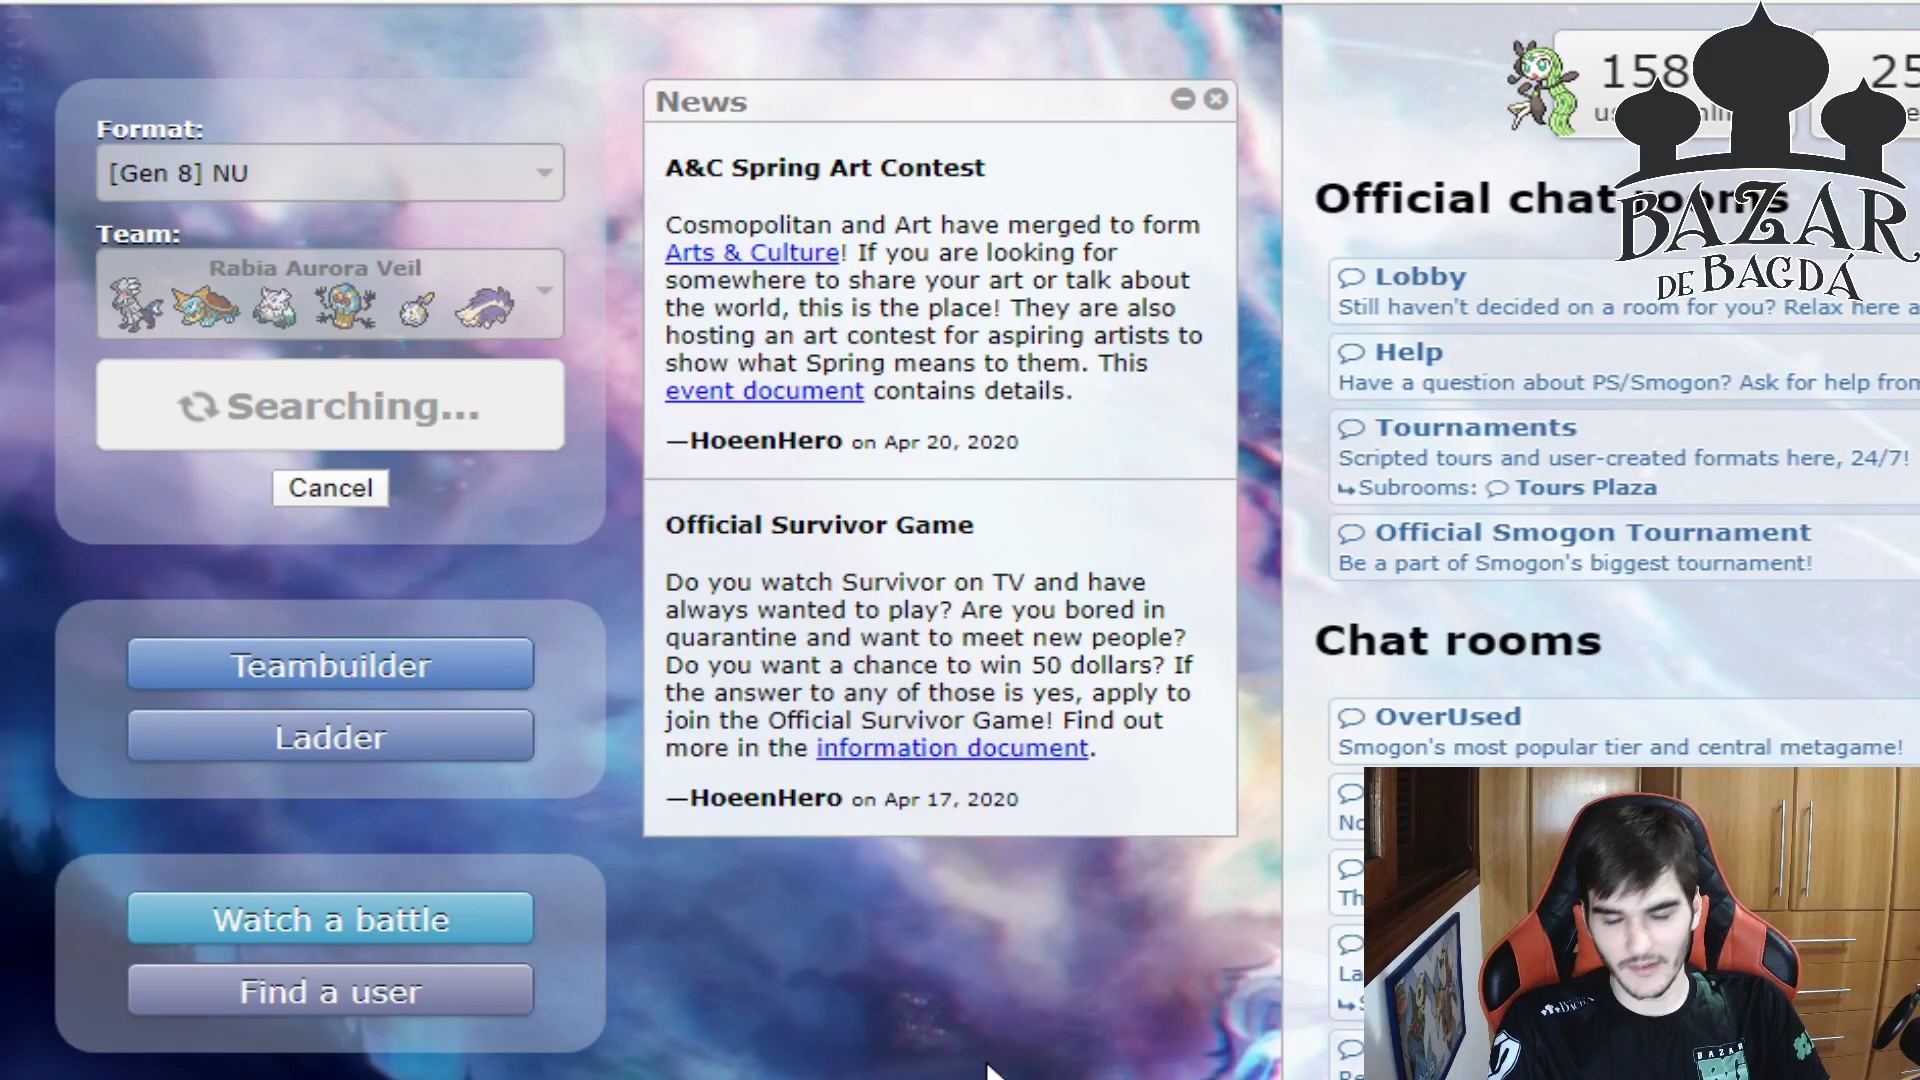 Format:
[Gen 8] NU
Team:
Rabia Aurora Veil
Searching...
Cancel
Teambuilder
Ladder
Watch a battle
Find a user
News
A&C Spring Art Contest
Cosmopolitan and Art have merged to form
Arts & Culture! If you are looking for
somewhere to share your art or talk about
the world, this is the place! They are also
hosting an art contest for aspiring artists to
show what Spring means to them. This
event document contains details.
—HoeenHero on Apr 20, 2020
Official Survivor Game
Do you watch Survivor on TV and have
always wanted to play? Are you bored in
quarantine and want to meet new people?
Do you want a chance to win 50 dollars? If
the answer to any of those is yes, apply to
join the Official Survivor Game! Find out
more in the information document.
—HoeenHero on Apr 17, 2020
158
25
BAZAR
DE BAGDÁ
Official chat rooms
Lobby
Still haven't decided on a room for you? Relax here a
Help
Have a question about PS/Smogon? Ask for help from
Tournaments
Scripted tours and user-created formats here, 24/7!
↳Subrooms: Tours Plaza
Official Smogon Tournament
Be a part of Smogon's biggest tournament!
Chat rooms
OverUsed
Smogon's most popular tier and central metagame!
No
Th
La
BAZAR